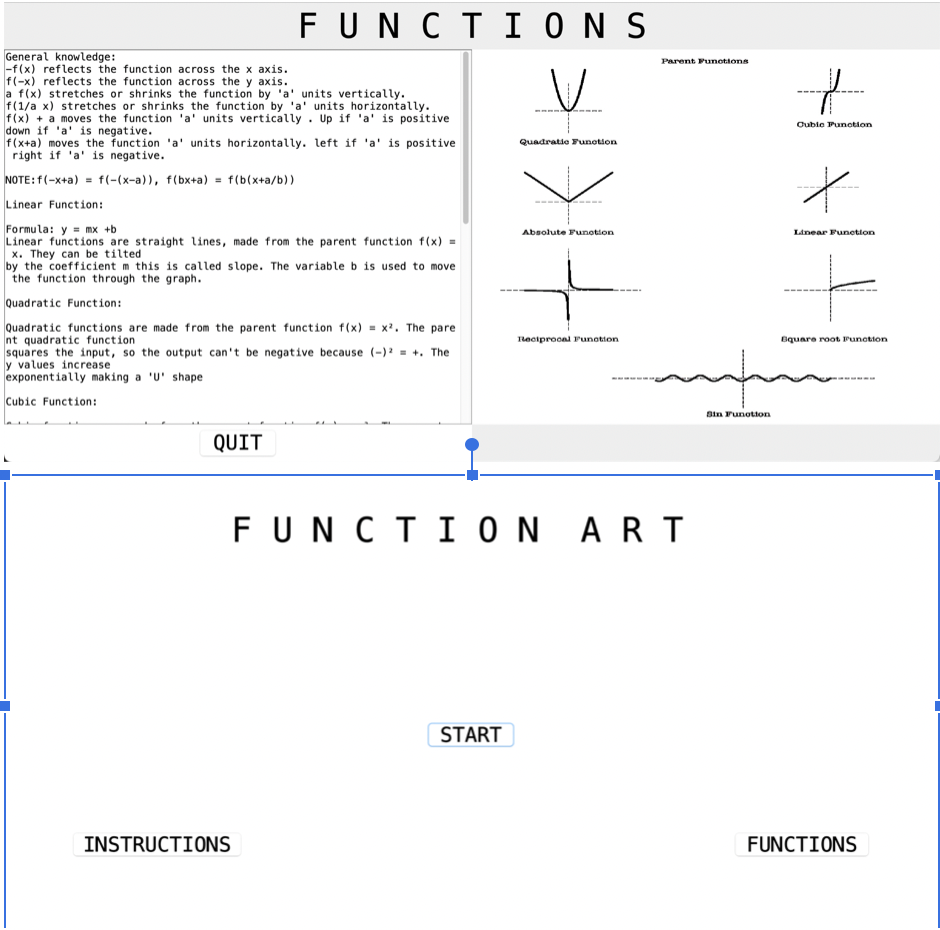 F U N C T I O N S
General knowledge:
-f(x) reflects the function across the x axis.
f(-x) reflects the function across the y axis.
a f(x) stretches or shrinks the function by 'a' units vertically.
f(1/a x) stretches or shrinks the function by 'a' units horizontally.
f(x) + a moves the function 'a' units vertically . Up if 'a' is positive
down if 'a' is negative.
f(x+a) moves the function 'a' units horizontally. left if 'a' is positive
right if 'a' is negative.
NOTE:f(-x+a) = f(-(x-a)), f(bx+a) = f(b(x+a/b))
Linear Function:
Formula: y = mx +b
Linear functions are straight lines, made from the parent function f(x) =
x. They can be tilted
by the coefficient m this is called slope. The variable b is used to move
the function through the graph.
Quadratic Function:
Quadratic functions are made from the parent function f(x) = x². The pare
nt quadratic function
squares the input, so the output can't be negative because (-)² = +. The
y values increase
exponentially making a 'U' shape
Cubic Function:
Parent Functions
Quadratic Function
Cubic Function
Absolute Function
Linear Function
Reciprocal Function
Square root Function
Sin Function
QUIT
F U N C T I O N  A R T
START
INSTRUCTIONS
FUNCTIONS